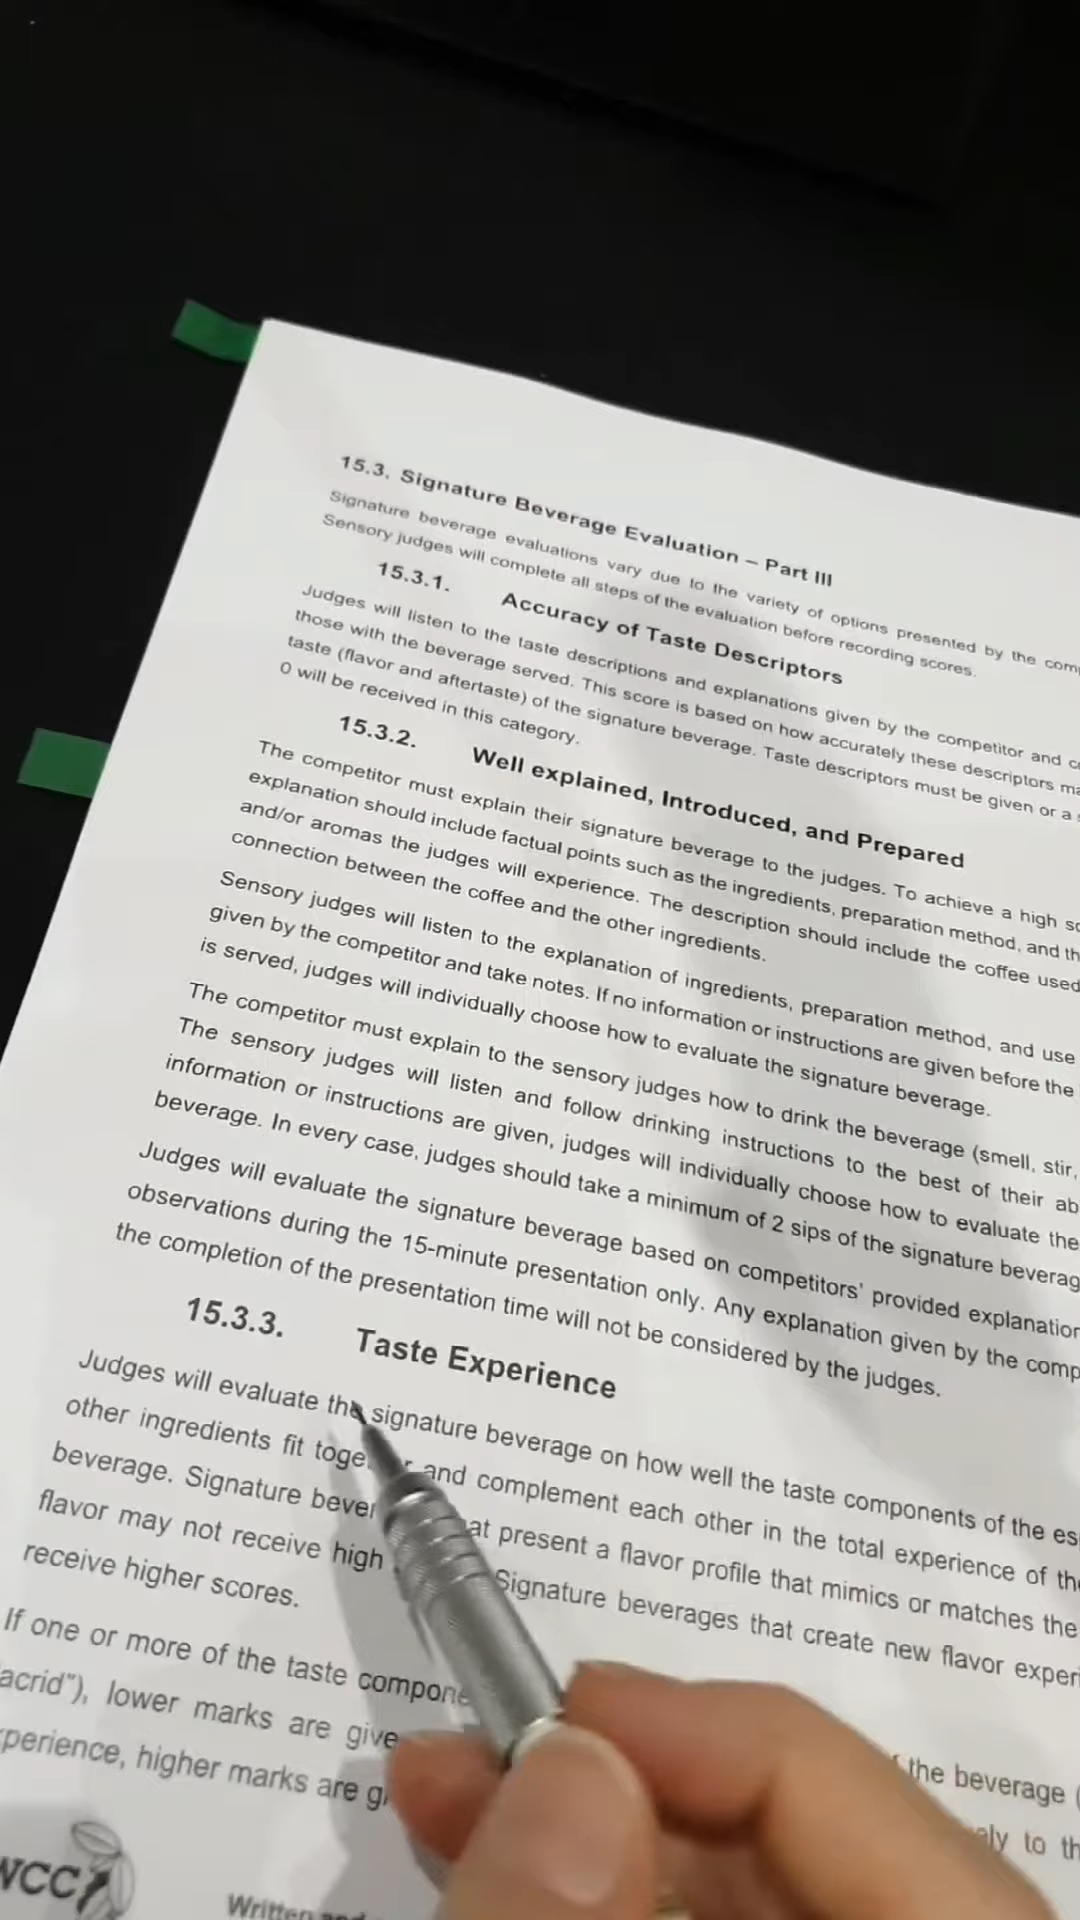 15.3. Signature Beverage Evaluation – Part III
Signature beverage evaluations vary due to the variety of options presented by the
Sensory judges will complete all steps of the evaluation before recording scores.
15.3.1. Accuracy of Taste Descriptors
Judges will listen to the taste descriptions and explanations given by the competitor and
those with the beverage served. This score is based on how accurately these descriptors
taste (flavor and aftertaste) of the signature beverage. Taste descriptors must be given or a
0 will be received in this category.
15.3.2. Well explained, Introduced, and Prepared
The competitor must explain their signature beverage to the judges. To achieve a high
explanation should include factual points such as the ingredients, preparation method, and
and/or aromas the judges will experience. The description should include the coffee used
connection between the coffee and the other ingredients.
Sensory judges will listen to the explanation of ingredients, preparation method, and use
given by the competitor and take notes. If no information or instructions are given before the
is served, judges will individually choose how to evaluate the signature beverage.
The competitor must explain to the sensory judges how to drink the beverage (smell, stir,
The sensory judges will listen and follow drinking instructions to the best of their
information or instructions are given, judges will individually choose how to evaluate the
beverage. In every case, judges should take a minimum of 2 sips of the signature
Judges will evaluate the signature beverage based on competitors' provided
observations during the 15-minute presentation only. Any explanation given by the
the completion of the presentation time will not be considered by the judges.
15.3.3. Taste Experience
Judges will evaluate the signature beverage on how well the taste components of the
other ingredients fit and complement each other in the total experience of
beverage. Signature present a flavor profile that mimics or matches the
flavor may not receive high Signature beverages that create new flavor
receive higher scores.
If one or more of the taste
acrid"), lower marks are the beverage
higher marks are to
WCC
Written